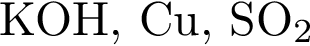 KOH, Cu, SO₂